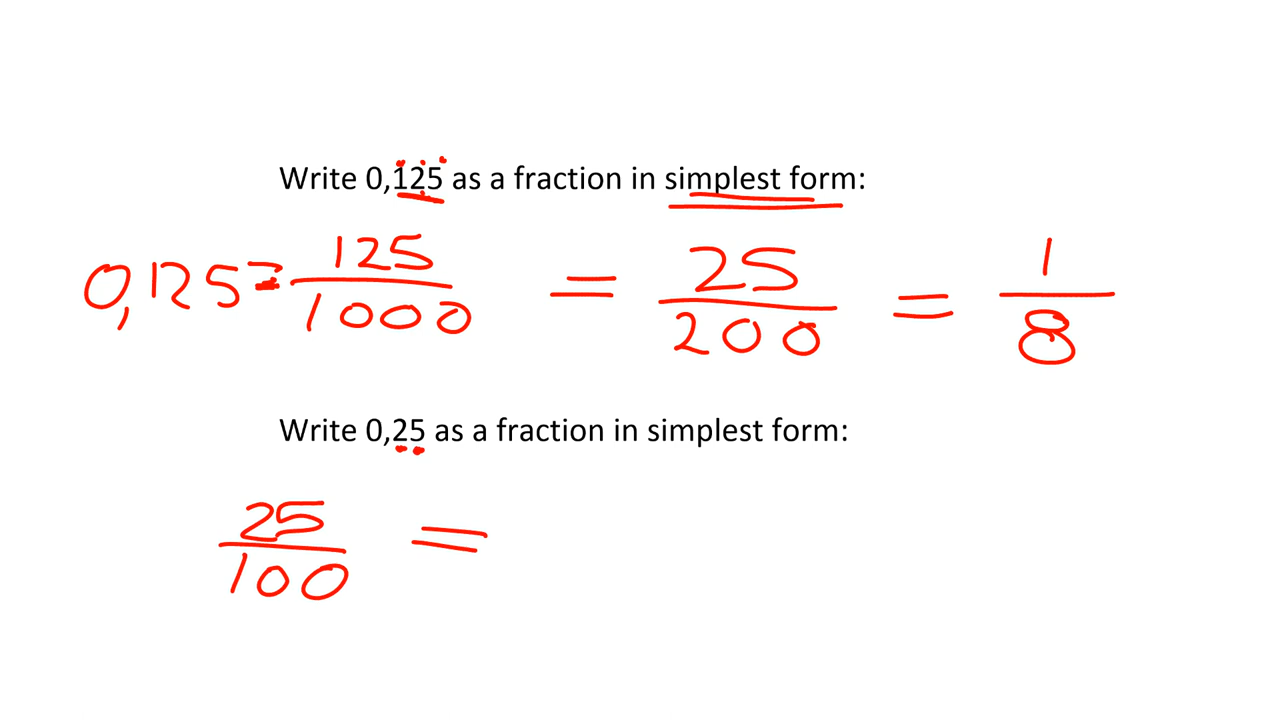 Write 0,125 as a fraction in simplest form:
0,125 = 125/1000 = 25/200 = 1/8
Write 0,25 as a fraction in simplest form:
25/100 =